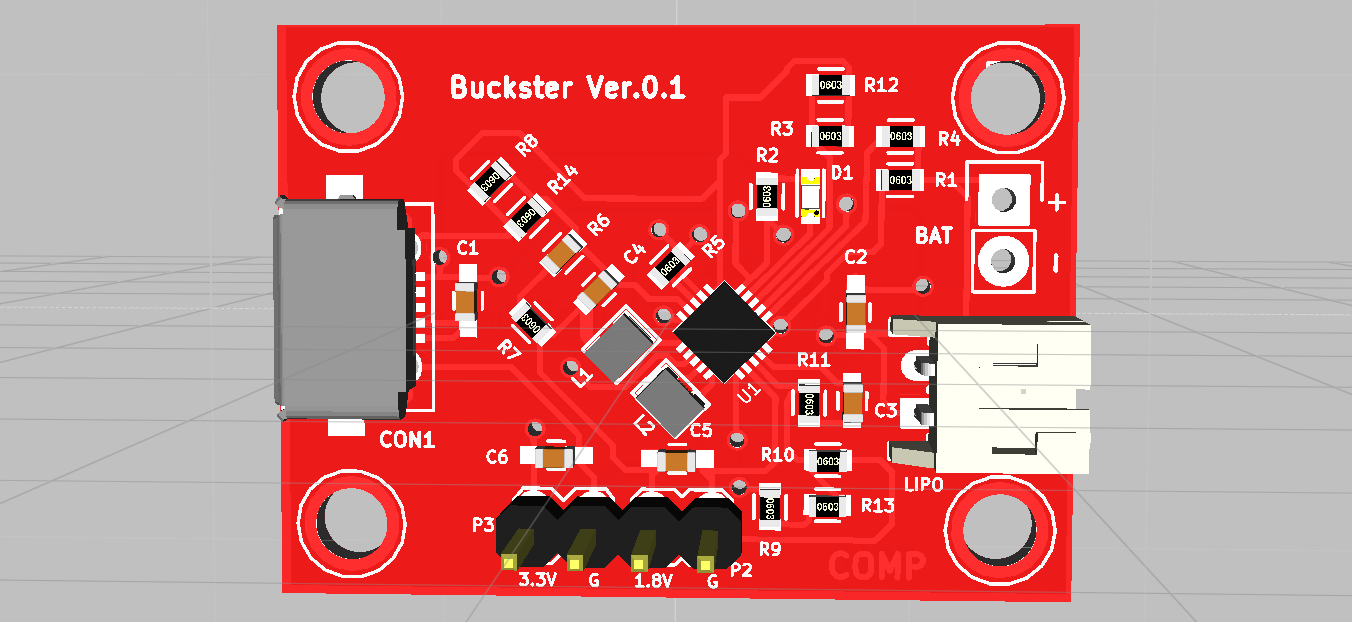 Buckster Ver.0.1
0603 R12
R3 0603
0603 R4
R2 0603
D1
0603 R1
R8 0603
R14 0603
R6
C4
R5 0603
BAT + -
C1
C2
R7 0603
L1
L2
U1
R11 0603
C3
CON1
C5
C6
R10 0603
LIPO
0603 R13
R9 0603
P3
P2
3.3V G 1.8V G
COMP